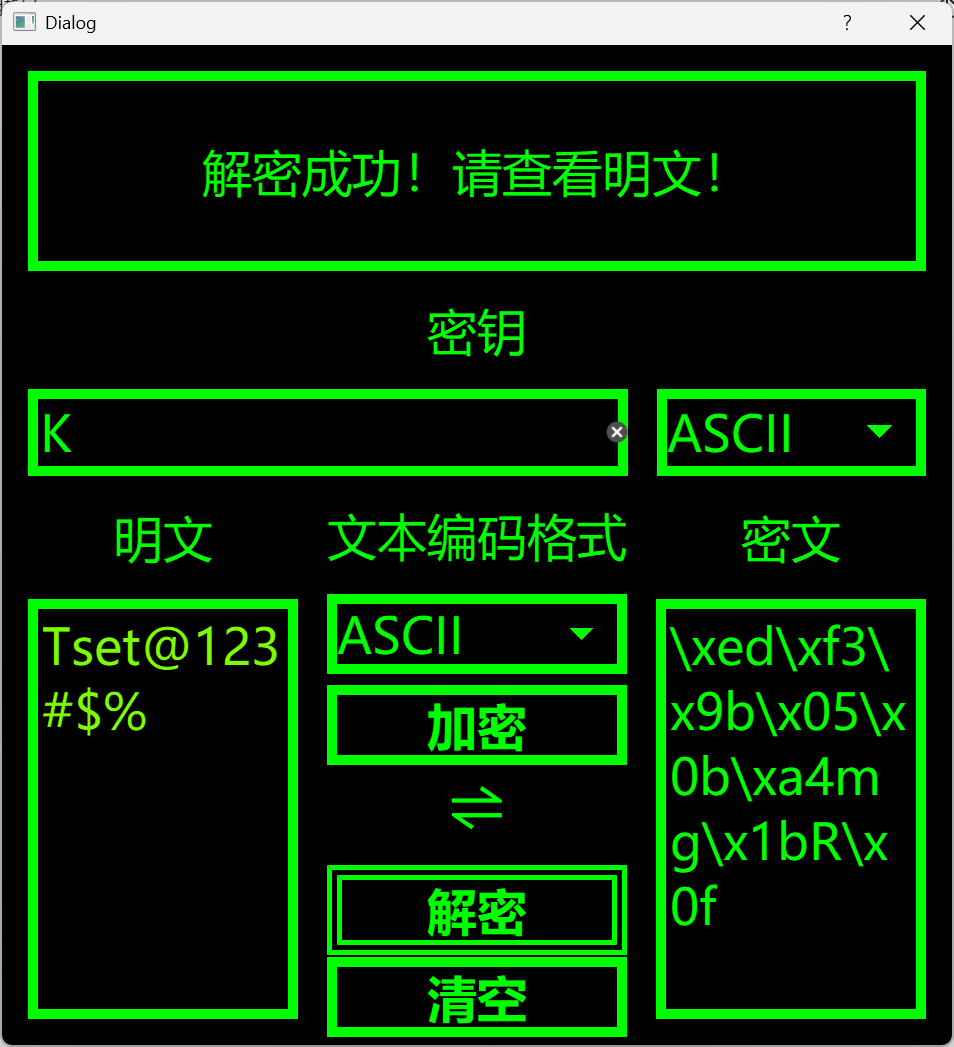 Dialog
?
解密成功！请查看明文！
密钥
K
ASCII
明文
文本编码格式
密文
Tset@123
#$%
ASCII
加密
⇌
解密
清空
\xed\xf3\
x9b\x05\x
0b\xa4m
g\x1bR\x
0f